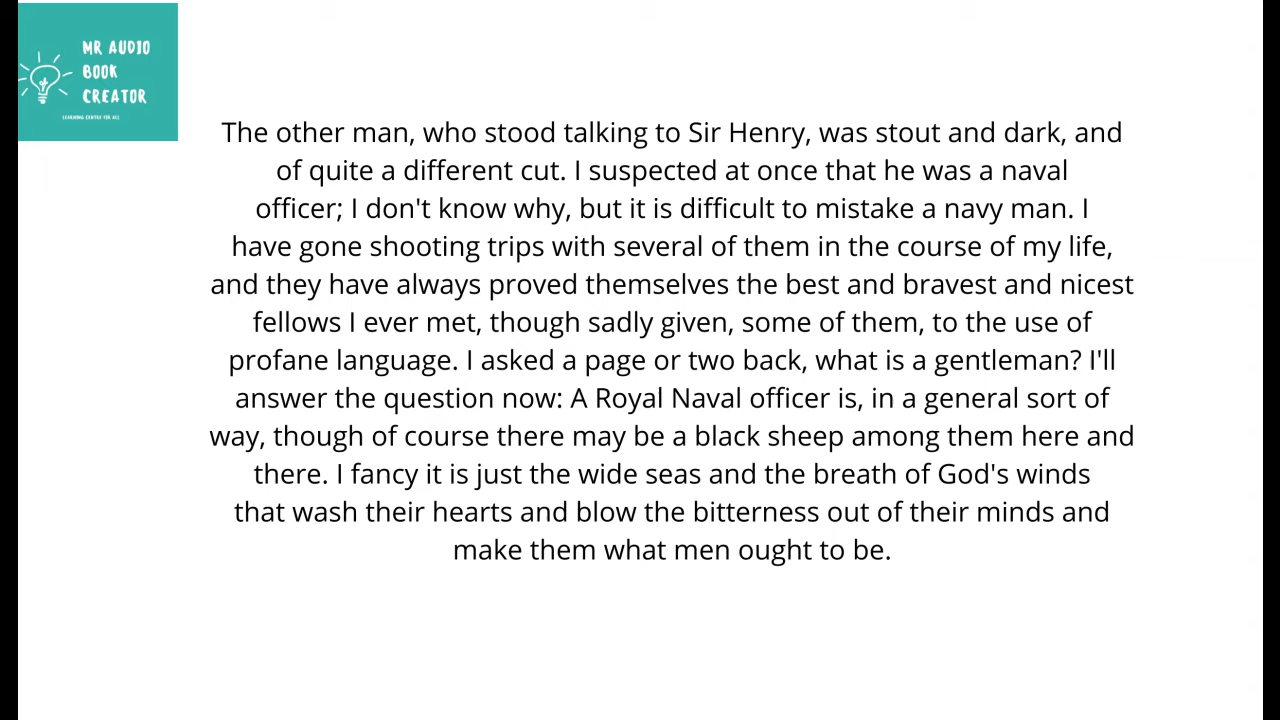 MR AUDIO
BOOK
CREATOR
LEARNING CENTRE FOR ALL
The other man, who stood talking to Sir Henry, was stout and dark, and
of quite a different cut. I suspected at once that he was a naval
officer; I don't know why, but it is difficult to mistake a navy man. I
have gone shooting trips with several of them in the course of my life,
and they have always proved themselves the best and bravest and nicest
fellows I ever met, though sadly given, some of them, to the use of
profane language. I asked a page or two back, what is a gentleman? I'll
answer the question now: A Royal Naval officer is, in a general sort of
way, though of course there may be a black sheep among them here and
there. I fancy it is just the wide seas and the breath of God's winds
that wash their hearts and blow the bitterness out of their minds and
make them what men ought to be.